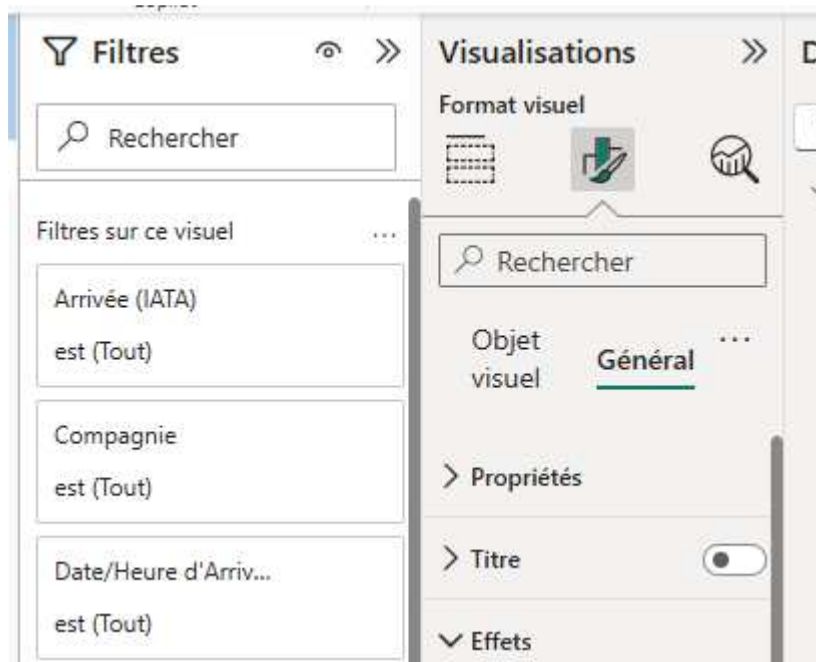 Filtres
Rechercher
Filtres sur ce visuel
...
Arrivée (IATA)
est (Tout)
Compagnie
est (Tout)
Date/Heure d'Arriv...
est (Tout)
Visualisations
Format visuel
Rechercher
Objet
visuel
Général
...
Propriétés
Titre
Effets